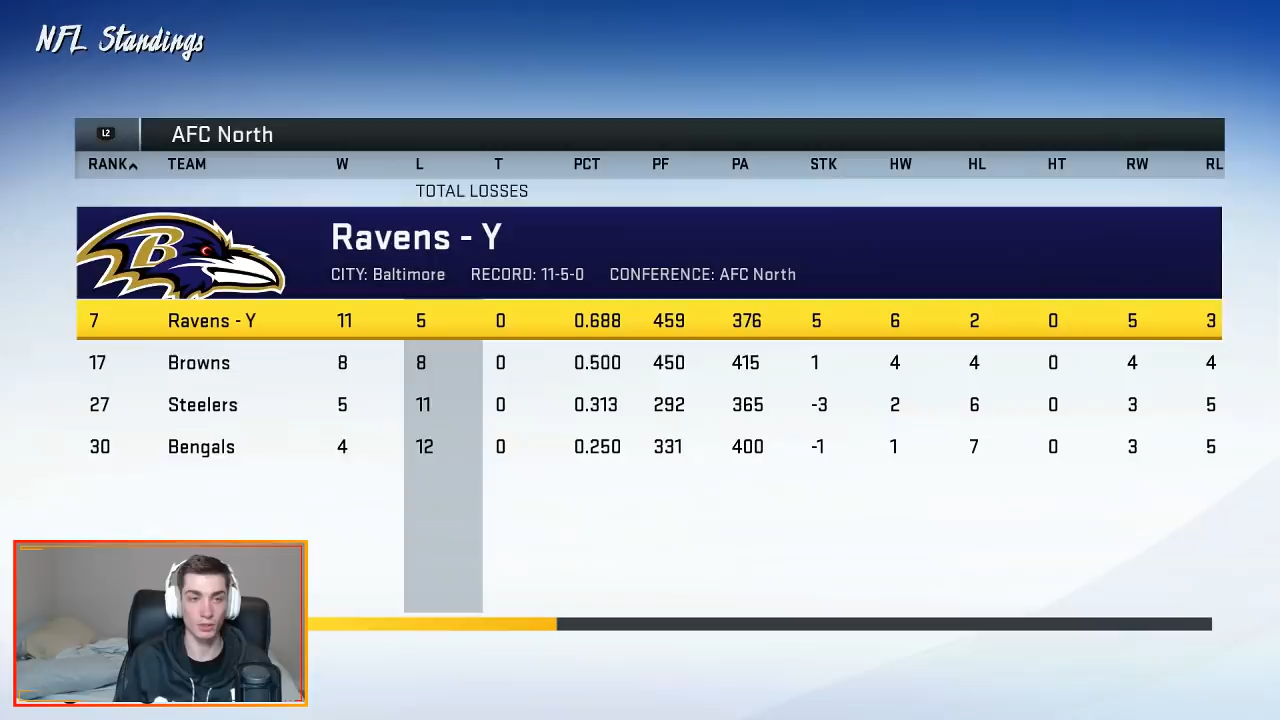 NFL Standings
L2 AFC North
RANK TEAM W L T PCT PF PA STK HW HL HT RW RL
TOTAL LOSSES
B
Ravens - Y
CITY: Baltimore RECORD: 11-5-0 CONFERENCE: AFC North
7 Ravens - Y 11 5 0 0.688 459 376 5 6 2 0 5 3
17 Browns 8 8 0 0.500 450 415 1 4 4 0 4 4
27 Steelers 5 11 0 0.313 292 365 -3 2 6 0 3 5
30 Bengals 4 12 0 0.250 331 400 -1 1 7 0 3 5